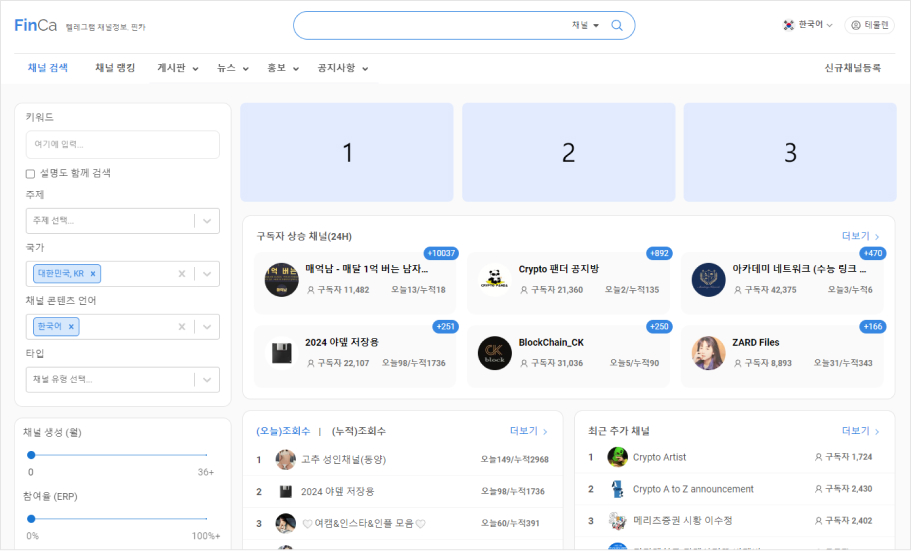 FinCa 텔레그램 채널정보, 핀카
채널
한국어
테쿨렌
채널 검색 채널 랭킹 게시판 뉴스 홍보 공지사항 신규채널등록
키워드
여기에 입력...
설명도 함께 검색
주제
주제 선택...
국가
대한민국, KR x
채널 콘텐츠 언어
한국어 x
타입
채널 유형 선택...
채널 생성 (월)
0 36+
참여율 (ERP)
0% 100%+
1 2 3
구독자 상승 채널(24H) 더보기
+10037
매억남 - 매달 1억 버는 남자...
구독자 11,482 오늘13/누적18
+892
Crypto 팬더 공지방
구독자 21,360 오늘2/누적135
+470
아카데미 네트워크 (수능 링크 ...
구독자 42,375 오늘3/누적6
+251
2024 야뎊 저장용
구독자 22,107 오늘98/누적1736
+250
BlockChain_CK
구독자 31,036 오늘5/누적90
+166
ZARD Files
구독자 8,893 오늘31/누적343
(오늘)조회수 | (누적)조회수 더보기
1 고추 성인채널(동양) 오늘149/누적2968
2 2024 야뎊 저장용 오늘98/누적1736
3 ♡여캠&인스타&인플 모음♡ 오늘60/누적391
최근 추가 채널 더보기
1 Crypto Artist 구독자 1,724
2 Crypto A to Z announcement 구독자 2,430
3 메리즈증권 시황 이수정 구독자 2,402